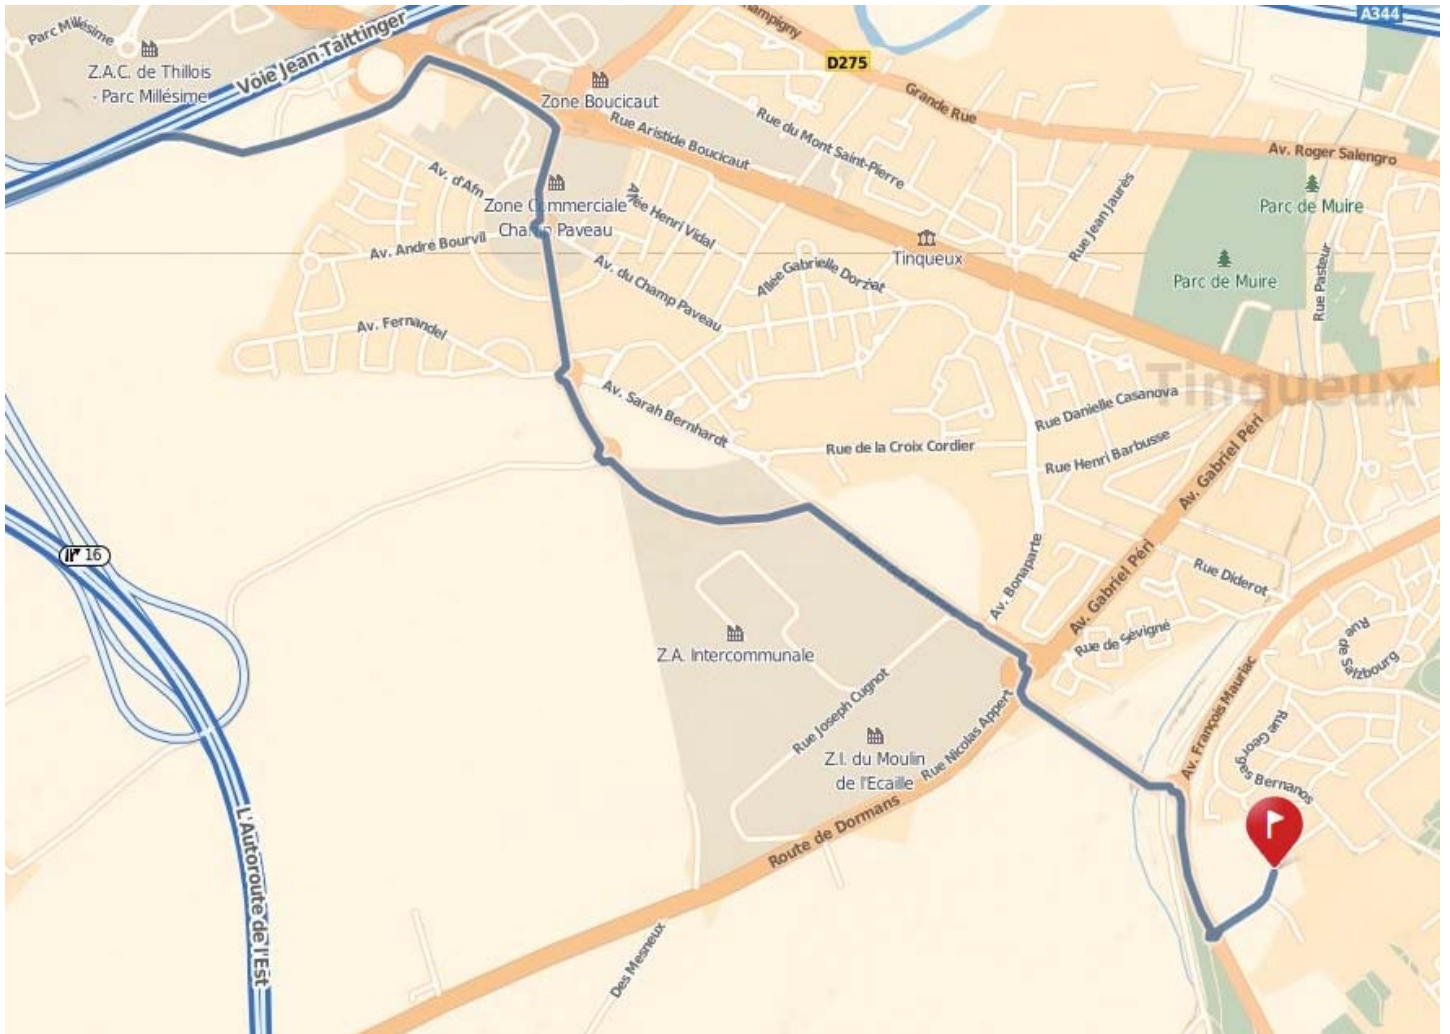 A344
Champigny
Parc Millésime
Voie Jean Taittinger
Z.A.C. de Thillois
- Parc Millésime
D275
Zone Boucicaut
Grande Rue
Rue Aristide Boucicaut
Rue du Mont Saint-Pierre
Av. Roger Salengro
Av. d'Afn
Allée Henri Vidal
Zone Commerciale
Champ Paveau
Rue Jean Jaurès
Parc de Muire
Av. André Bourvil
Tinqueux
Parc de Muire
Rue Pasteur
Av. du Champ Paveau
Allée Gabrielle Dorziat
Av. Fernandel
Tinqueux
Av. Sarah Bernhardt
Rue Danielle Casanova
Rue de la Croix Cordier
Rue Henri Barbusse
Av. Gabriel Péri
16
Av. Bonaparte
Av. Gabriel Péri
Rue Diderot
Rue de Sévigné
Rue de Salzbourg
Z.A. Intercommunale
Rue Joseph Cugnot
Av. François Mauriac
Rue Nicolas Appert
Rue Georges Bernanos
Z.I. du Moulin
de l'Ecaille
Route de Dormans
L'Autoroute de l'Est
Des Mesneux